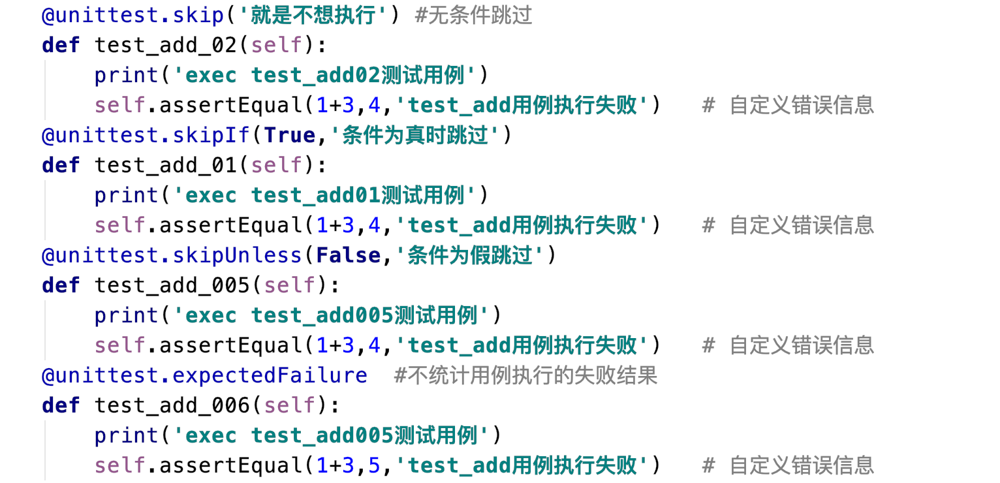 @unittest.skip('就是不想执行') #无条件跳过
def test_add_02(self):
    print('exec test_add02测试用例')
    self.assertEqual(1+3,4,'test_add用例执行失败')   # 自定义错误信息
@unittest.skipIf(True,'条件为真时跳过')
def test_add_01(self):
    print('exec test_add01测试用例')
    self.assertEqual(1+3,4,'test_add用例执行失败')   # 自定义错误信息
@unittest.skipUnless(False,'条件为假跳过')
def test_add_005(self):
    print('exec test_add005测试用例')
    self.assertEqual(1+3,4,'test_add用例执行失败')   # 自定义错误信息
@unittest.expectedFailure  #不统计用例执行的失败结果
def test_add_006(self):
    print('exec test_add005测试用例')
    self.assertEqual(1+3,5,'test_add用例执行失败')   # 自定义错误信息